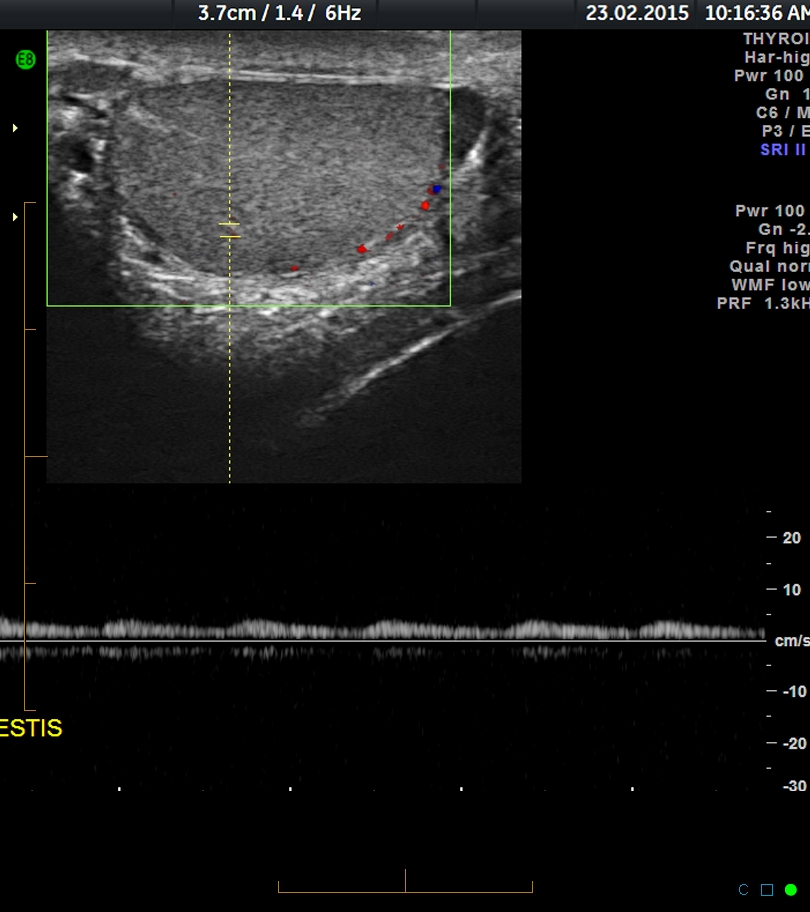 3.7cm / 1.4 / 6Hz 23.02.2015 10:16:36 AM
E8
THYROI
Har-hig
Pwr 100
Gn 1
C6 / M
P3 / E
SRI II
Pwr 100
Gn -2.
Frq hig
Qual nor
WMF low
PRF 1.3kH
20
10
cm/s
-10
-20
-30
ESTIS
C